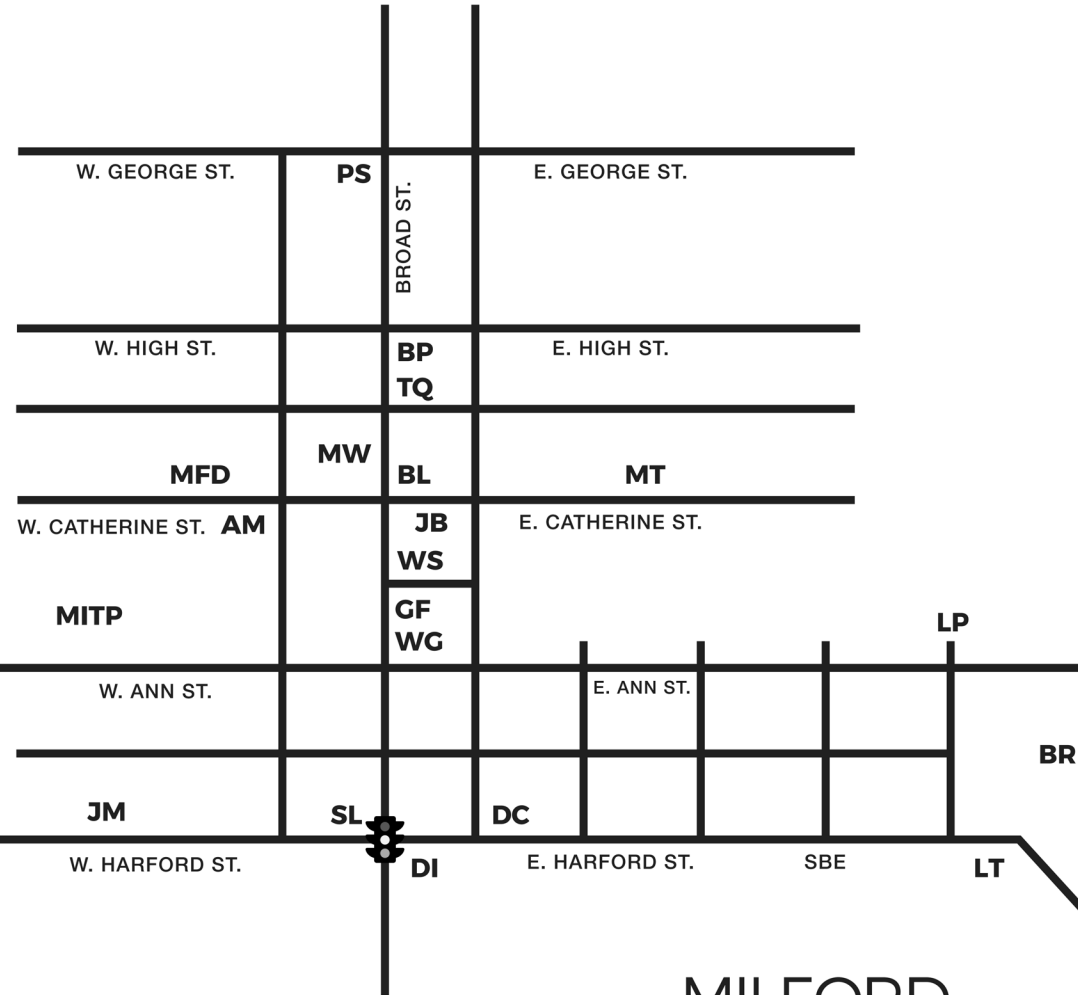 W. GEORGE ST.
PS
E. GEORGE ST.
BROAD ST.
W. HIGH ST.
BP
E. HIGH ST.
TQ
MW
MFD
BL
MT
W. CATHERINE ST.
AM
JB
E. CATHERINE ST.
WS
MITP
GF
LP
WG
W. ANN ST.
E. ANN ST.
BR
JM
SL
DC
W. HARFORD ST.
DI
E. HARFORD ST.
SBE
LT
MILFORD